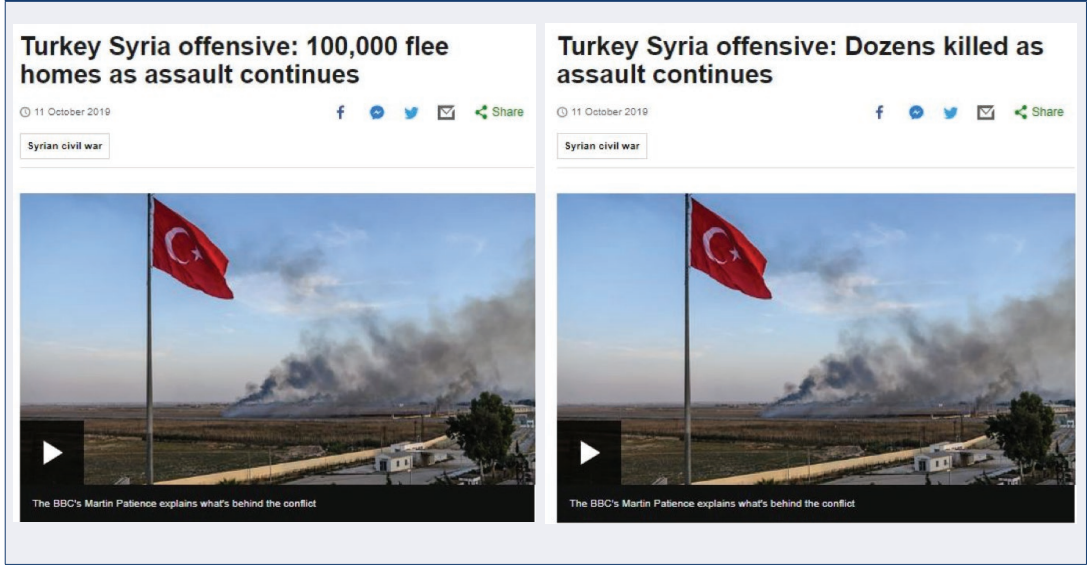 Turkey Syria offensive: 100,000 flee
homes as assault continues
11 October 2019
Share
Syrian civil war
The BBC's Martin Patience explains what's behind the conflict
Turkey Syria offensive: Dozens killed as
assault continues
11 October 2019
Share
Syrian civil war
The BBC's Martin Patience explains what's behind the conflict